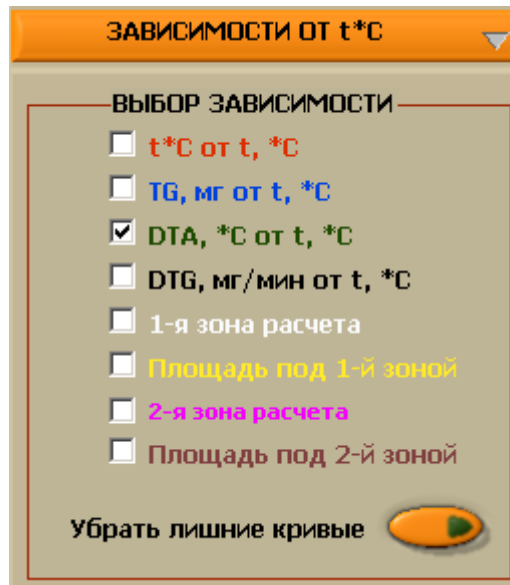 ЗАВИСИМОСТИ ОТ t*C
ВЫБОР ЗАВИСИМОСТИ
t*C от t, *C
TG, мг от t, *C
DTA, *C от t, *C
DTG, мг/мин от t, *C
1-я зона расчета
Площадь под 1-й зоной
2-я зона расчета
Площадь под 2-й зоной
Убрать лишние кривые